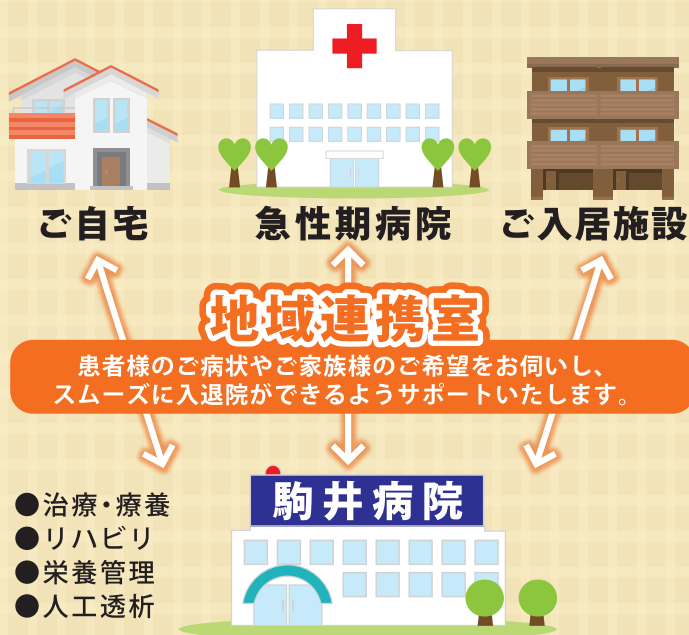 ご自宅
急性期病院
ご入居施設
地域連携室
患者様のご病状やご家族様のご希望をお伺いし、
スムーズに入退院ができるようサポートいたします。
駒井病院
●治療・療養
●リハビリ
●栄養管理
●人工透析